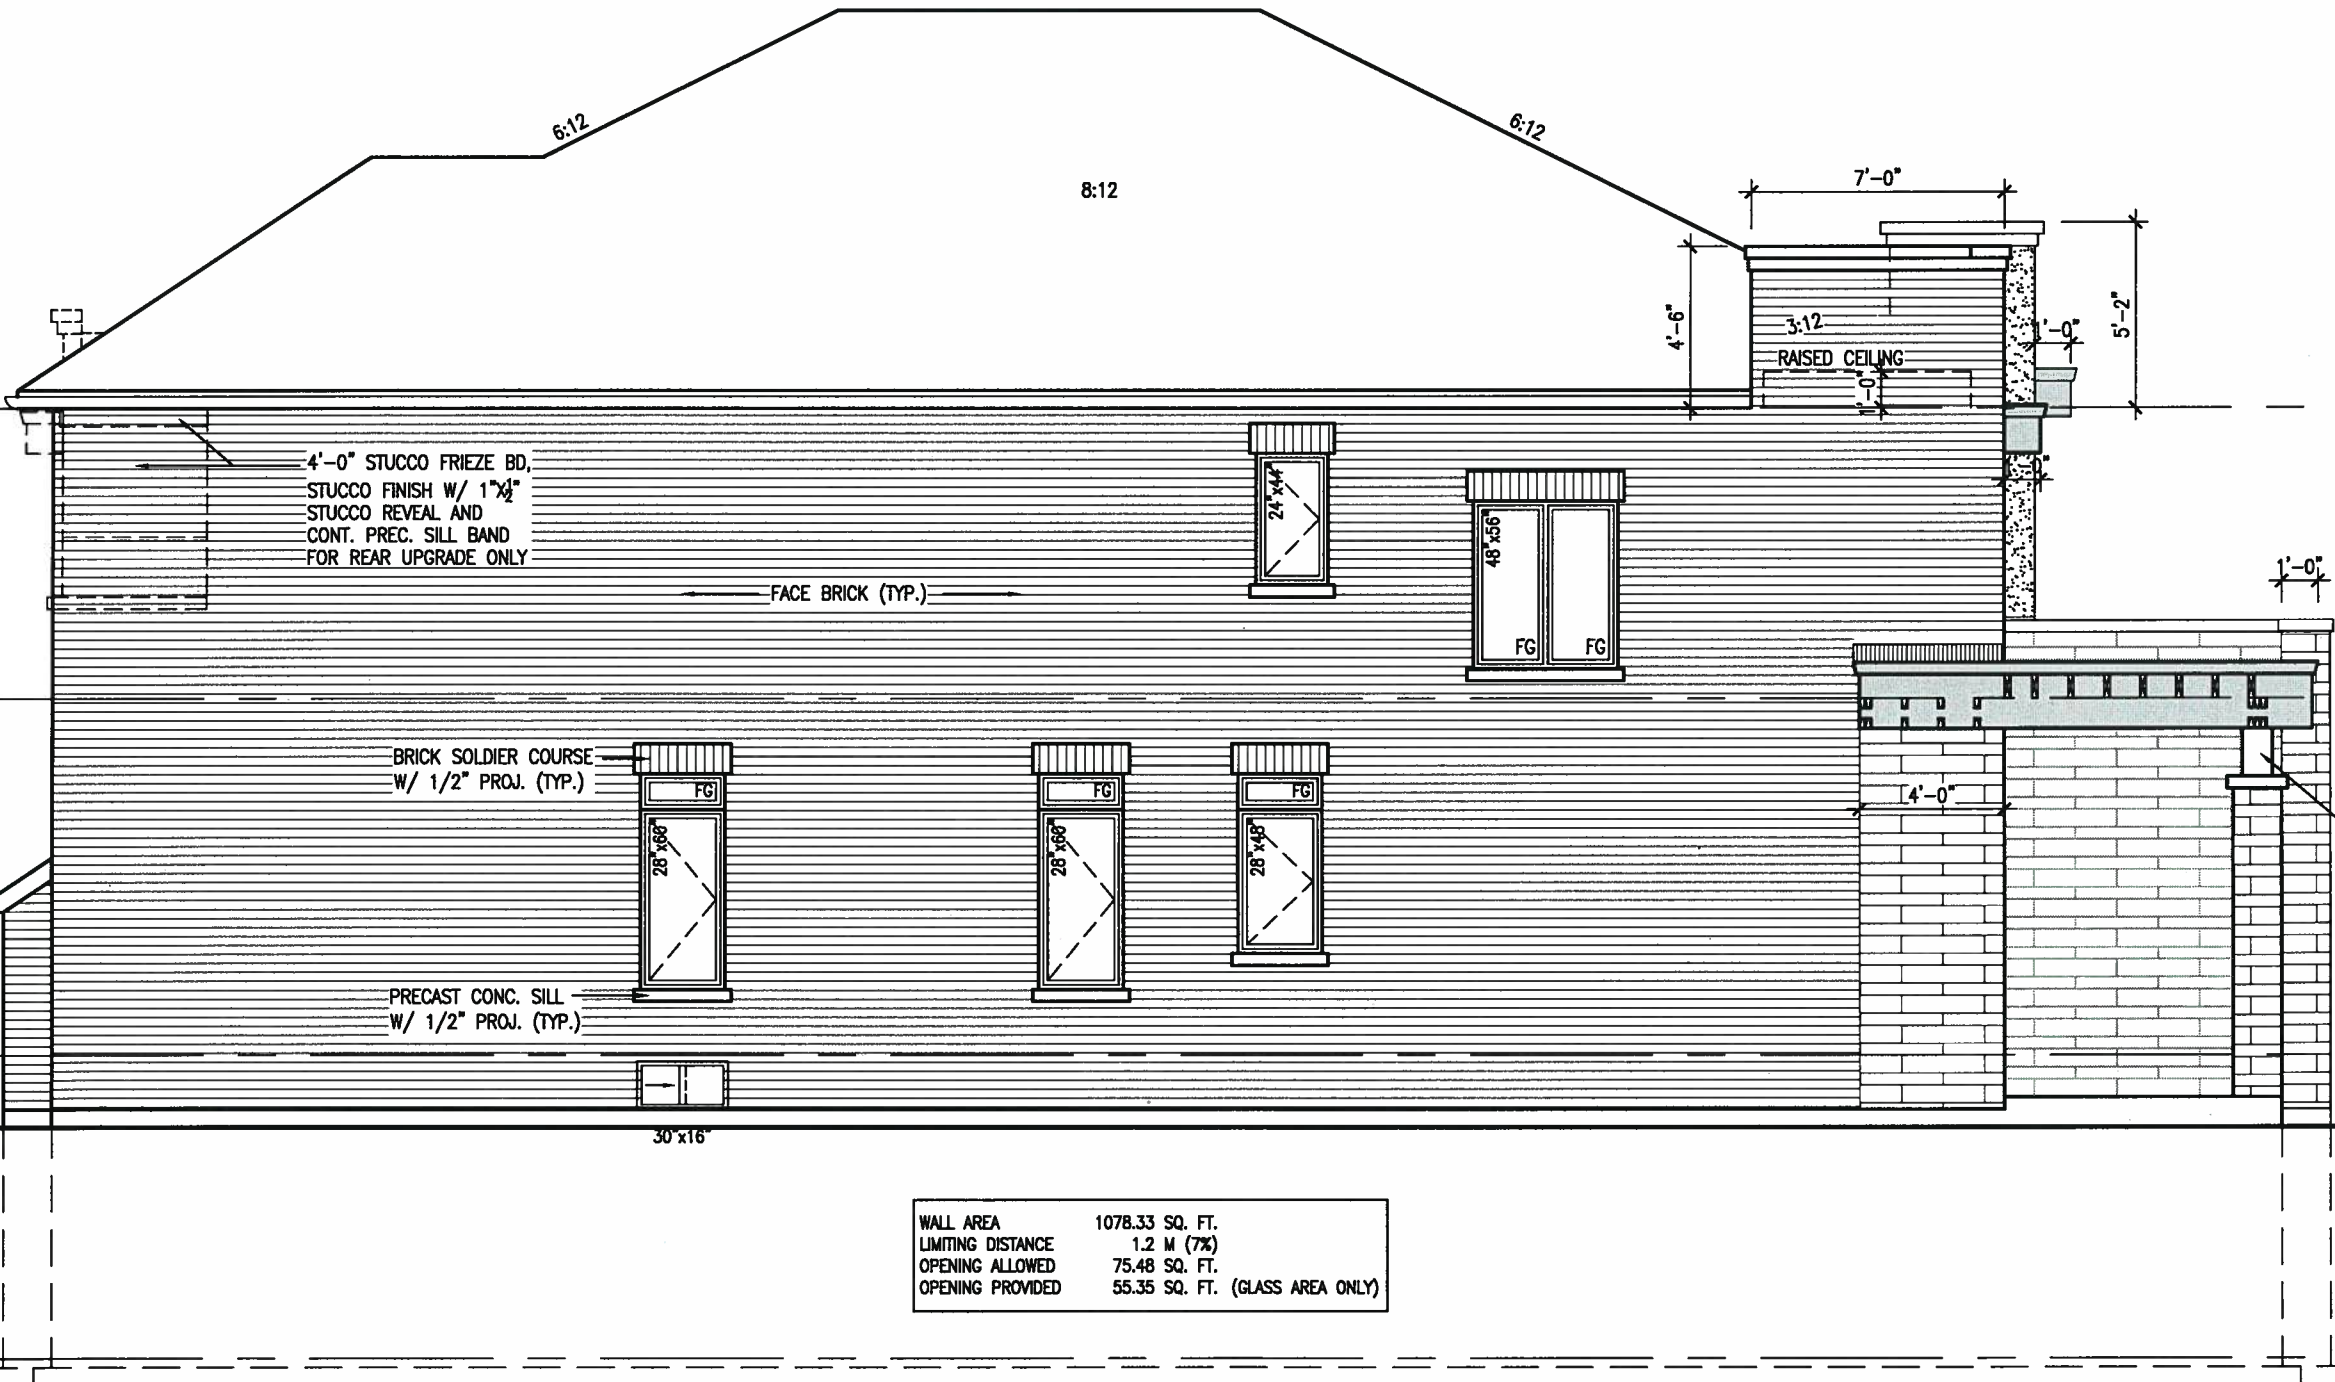 6:12
6:12
8:12
7'-0"
4'-6"
5'-2"
3:12
1'-0"
RAISED CEILING
1'-0"
4'-0" STUCCO FRIEZE BD,
STUCCO FINISH W/ 1"X1/2"
STUCCO REVEAL AND
CONT. PREC. SILL BAND
FOR REAR UPGRADE ONLY
24"x44"
48"x56"
FG
FG
FACE BRICK (TYP.)
1'-0"
BRICK SOLDIER COURSE
W/ 1/2" PROJ. (TYP.)
FG
FG
FG
28"x60"
28"x60"
28"x48"
4'-0"
PRECAST CONC. SILL
W/ 1/2" PROJ. (TYP.)
30"x16"
WALL AREA 1078.33 SQ. FT.
LIMITING DISTANCE 1.2 M (7%)
OPENING ALLOWED 75.48 SQ. FT.
OPENING PROVIDED 55.35 SQ. FT. (GLASS AREA ONLY)